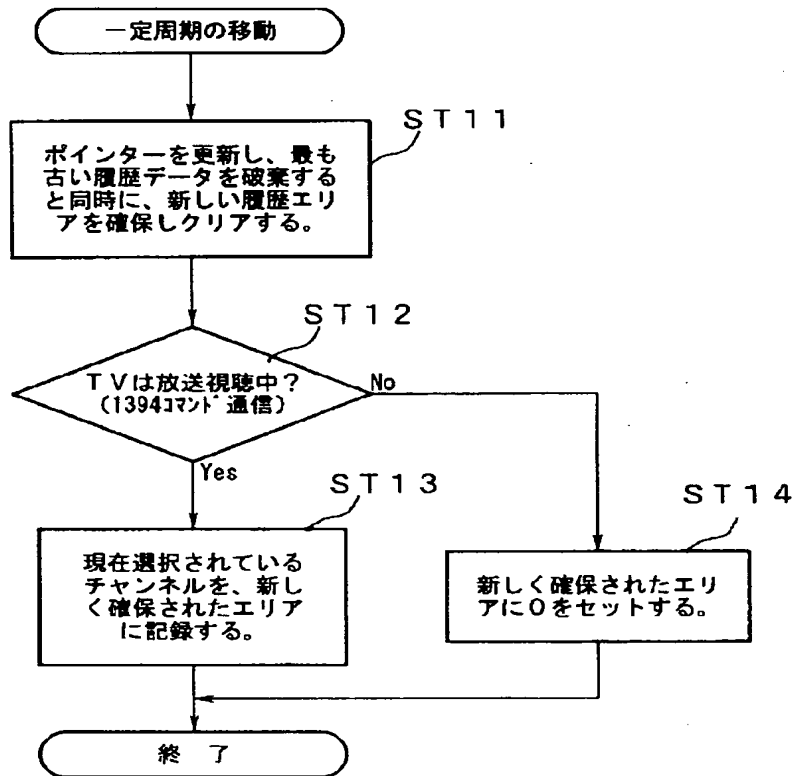 一定周期の移動
ST11
ポインターを更新し、最も
古い履歴データを破棄する
と同時に、新しい履歴エリ
アを確保しクリアする。
ST12
TVは放送視聴中?
(1394ｺﾏﾝﾄﾞ通信)
No
Yes
ST13
現在選択されている
チャンネルを、新し
く確保されたエリア
に記録する。
ST14
新しく確保されたエリ
アに0をセットする。
終 了